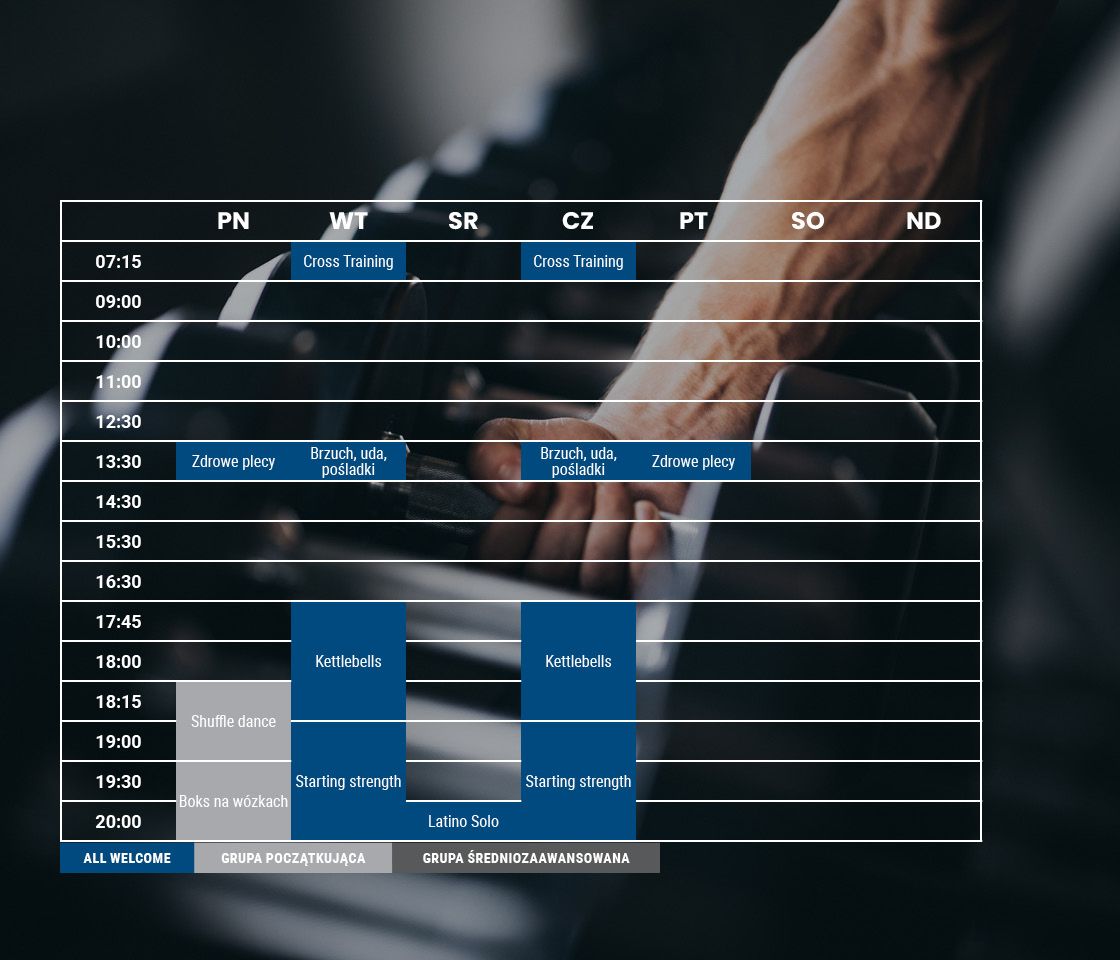 PN WT SR CZ PT SO ND
07:15 Cross Training Cross Training
09:00
10:00
11:00
12:30
13:30 Zdrowe plecy Brzuch, uda, pośladki Brzuch, uda, pośladki Zdrowe plecy
14:30
15:30
16:30
17:45
18:00 Kettlebells Kettlebells
18:15
Shuffle dance
19:00
19:30 Starting strength Starting strength
Boks na wózkach
20:00 Latino Solo
ALL WELCOME GRUPA POCZĄTKUJĄCA GRUPA ŚREDNIOZAAWANSOWANA